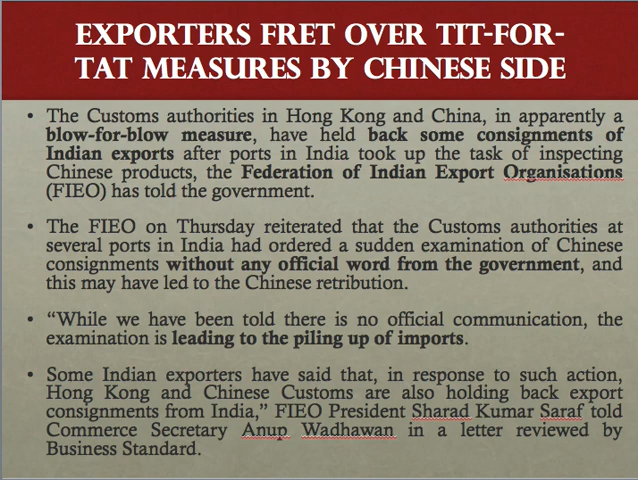 EXPORTERS FRET OVER TIT-FOR-
TAT MEASURES BY CHINESE SIDE
• The Customs authorities in Hong Kong and China, in apparently a
blow-for-blow measure, have held back some consignments of
Indian exports after ports in India took up the task of inspecting
Chinese products, the Federation of Indian Export Organisations
(FIEO) has told the government.
• The FIEO on Thursday reiterated that the Customs authorities at
several ports in India had ordered a sudden examination of Chinese
consignments without any official word from the government, and
this may have led to the Chinese retribution.
• “While we have been told there is no official communication, the
examination is leading to the piling up of imports.
• Some Indian exporters have said that, in response to such action,
Hong Kong and Chinese Customs are also holding back export
consignments from India,” FIEO President Sharad Kumar Saraf told
Commerce Secretary Anup Wadhawan in a letter reviewed by
Business Standard.